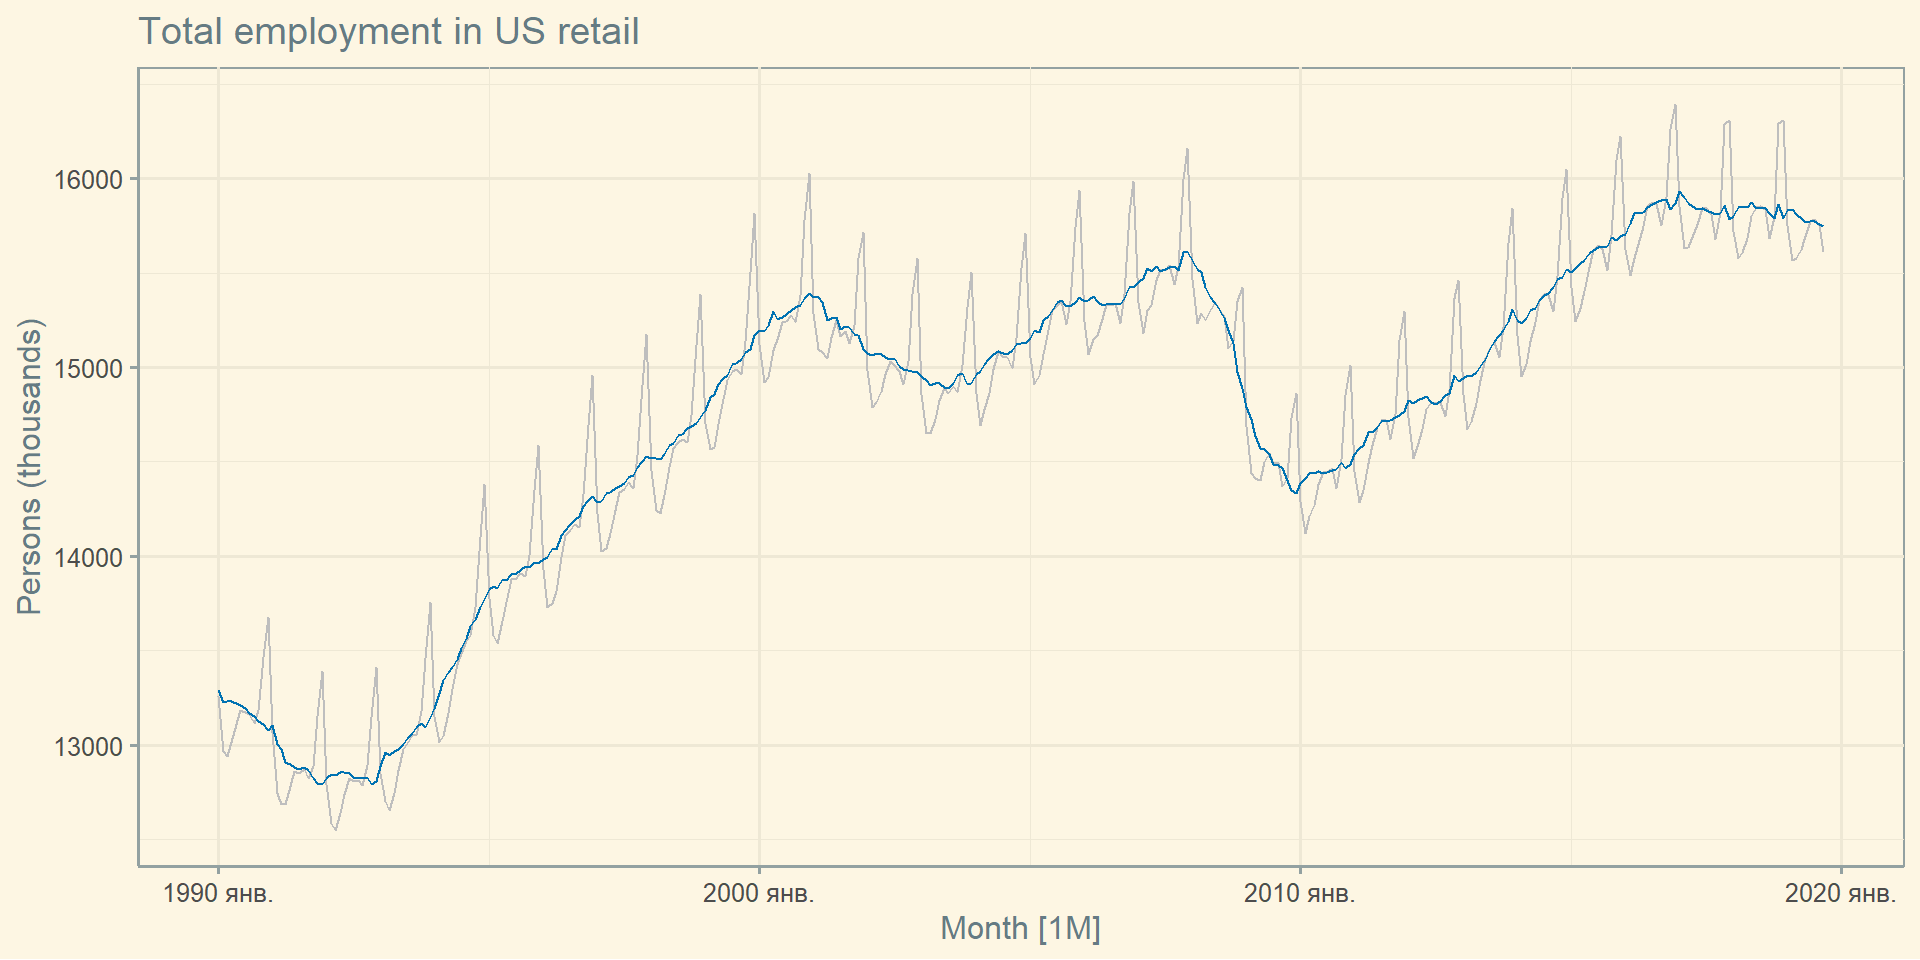 Total employment in US retail
Persons (thousands)
16000
15000
14000
13000
1990 янв.
2000 янв.
2010 янв.
2020 янв.
Month [1M]